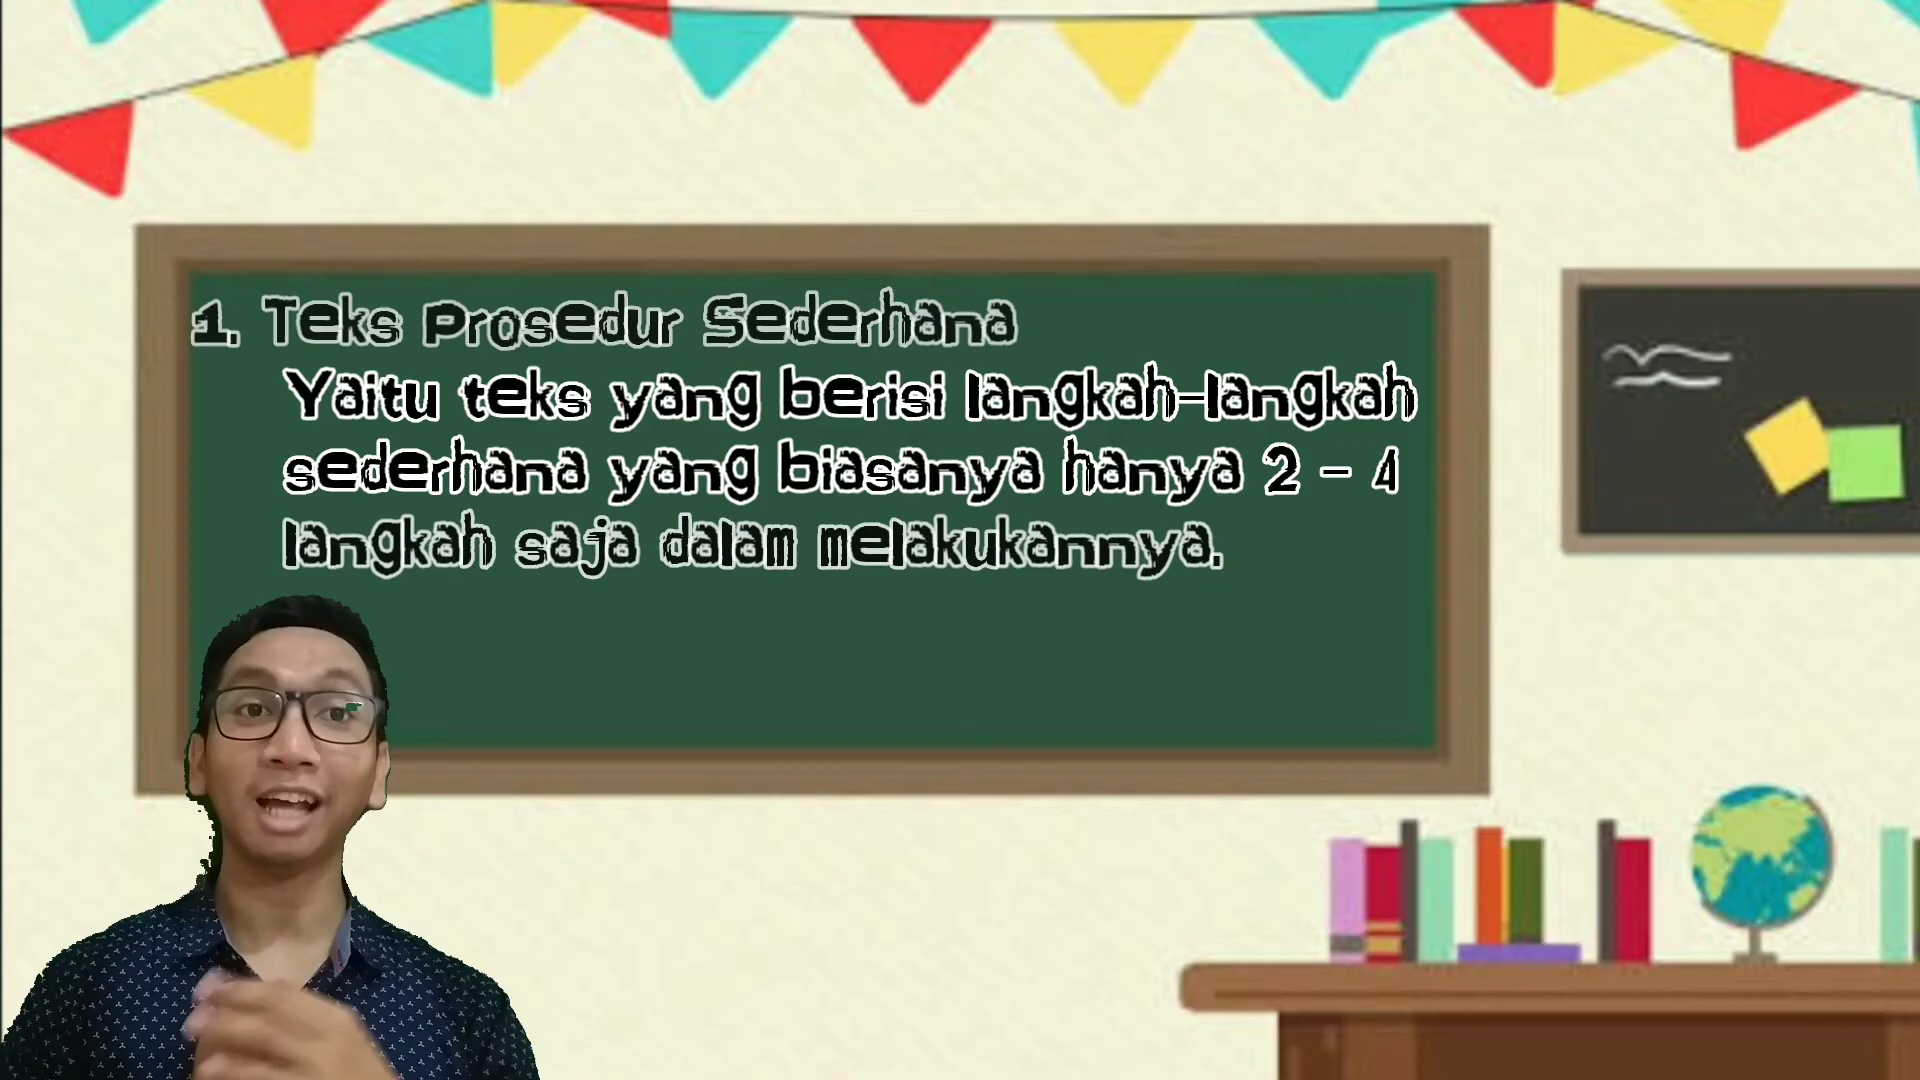 1. Teks Prosedur Sederhana
Yaitu teks yang berisi langkah-langkah
sederhana yang biasanya hanya 2 - 4
langkah saja dalam melakukannya.